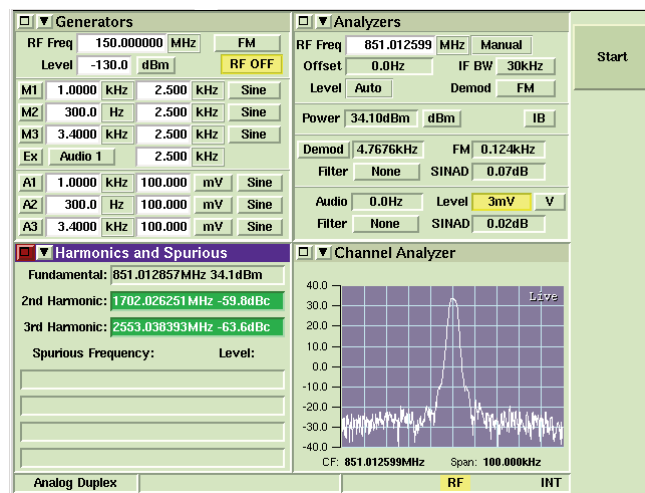 Generators
RF Freq 150.000000 MHz FM
Level -130.0 dBm RF OFF
M1 1.0000 kHz 2.500 kHz Sine
M2 300.0 Hz 2.500 kHz Sine
M3 3.4000 kHz 2.500 kHz Sine
Ex Audio 1 2.500 kHz
A1 1.0000 kHz 100.000 mV Sine
A2 300.0 Hz 100.000 mV Sine
A3 3.4000 kHz 100.000 mV Sine
Analyzers
RF Freq 851.012599 MHz Manual
Offset 0.0Hz IF BW 30kHz
Level Auto Demod FM
Power 34.10dBm dBm IB
Demod 4.7676kHz FM 0.124kHz
Filter None SINAD 0.07dB
Audio 0.0Hz Level 3mV V
Filter None SINAD 0.02dB
Start
Harmonics and Spurious
Fundamental: 851.012857MHz 34.1dBm
2nd Harmonic: 1702.026251MHz -59.8dBc
3rd Harmonic: 2553.038393MHz -63.6dBc
Spurious Frequency: Level:
Channel Analyzer
40.0
30.0
20.0
10.0
0.0
-10.0
-20.0
-30.0
-40.0
Live
CF: 851.012599MHz Span: 100.000kHz
Analog Duplex RF INT